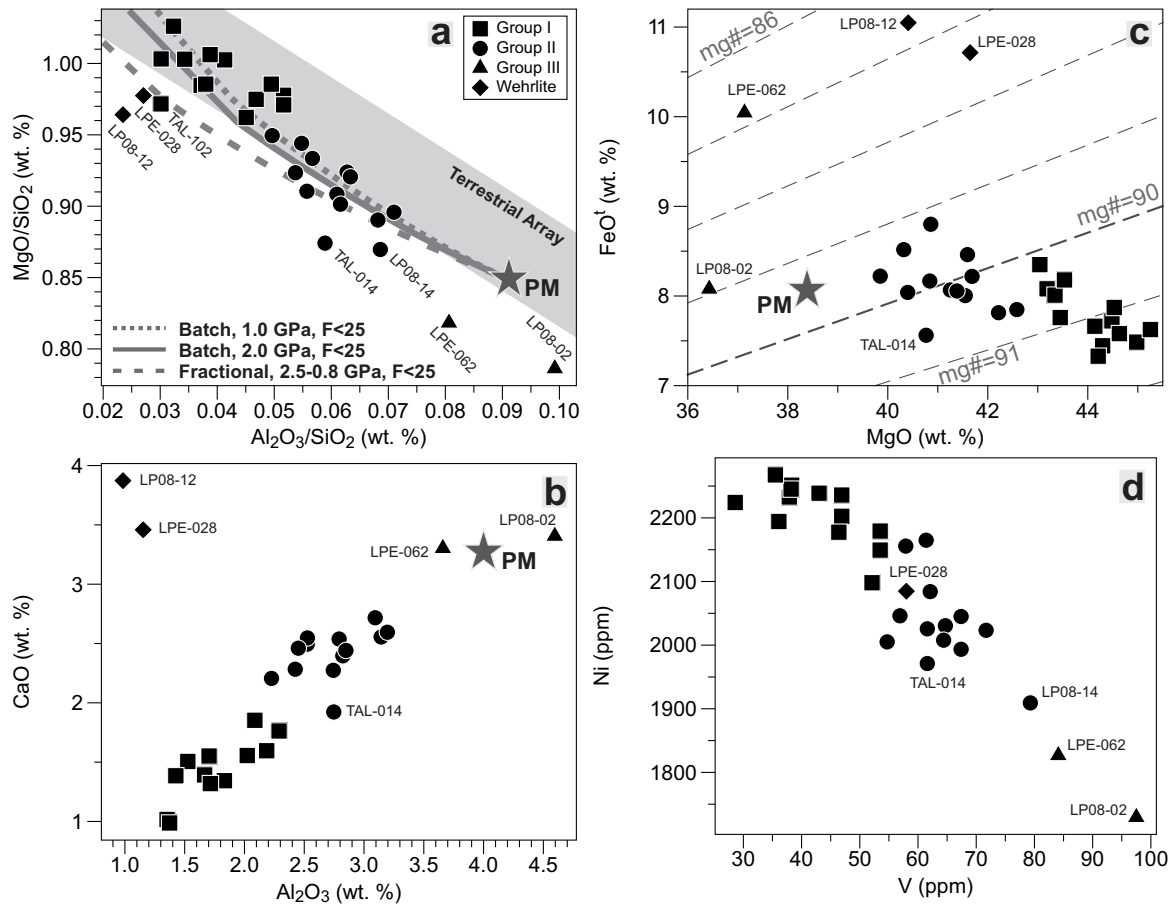 a
Group I
Group II
Group III
Wehrlite
1.00
0.95
0.90
0.85
0.80
MgO/SiO₂ (wt. %)
TAL-102
LPE-028
LP08-12
Terrestrial Array
TAL-014
LP08-14
PM
LPE-062
LP08-02
Batch, 1.0 GPa, F<25
Batch, 2.0 GPa, F<25
Fractional, 2.5-0.8 GPa, F<25
0.02 0.03 0.04 0.05 0.06 0.07 0.08 0.09 0.10
Al₂O₃/SiO₂ (wt. %)
c
11
10
9
8
7
FeOᵗ (wt. %)
mg#=86
LP08-12
LPE-028
LPE-062
mg#=90
LP08-02
PM
TAL-014
mg#=91
36 38 40 42 44
MgO (wt. %)
b
4
3
2
1
CaO (wt. %)
LP08-12
LPE-028
LP08-02
LPE-062
PM
TAL-014
1.0 1.5 2.0 2.5 3.0 3.5 4.0 4.5
Al₂O₃ (wt. %)
d
2200
2100
2000
1900
1800
Ni (ppm)
LPE-028
TAL-014
LP08-14
LPE-062
LP08-02
30 40 50 60 70 80 90 100
V (ppm)